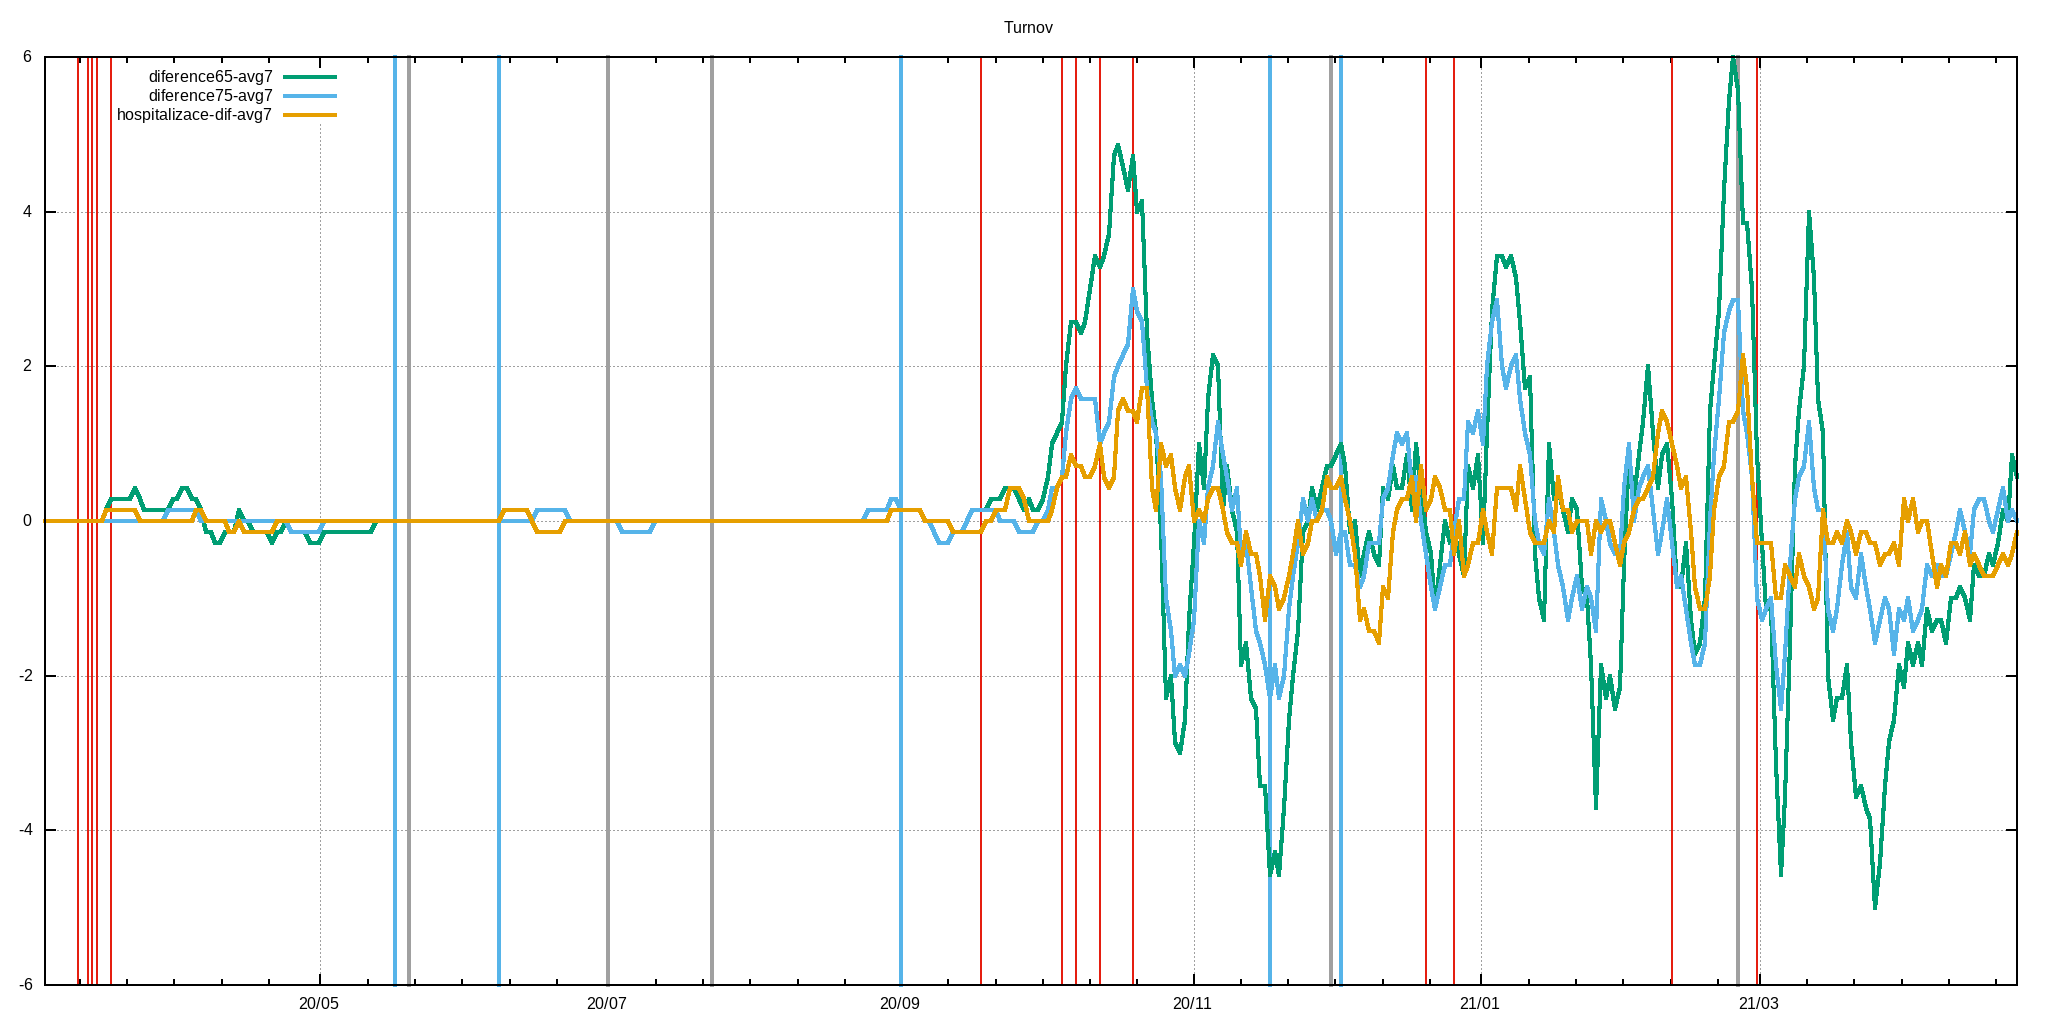 Turnov
diference65-avg7
diference75-avg7
hospitalizace-dif-avg7
6
4
2
0
-2
-4
-6
20/05 20/07 20/09 20/11 21/01 21/03